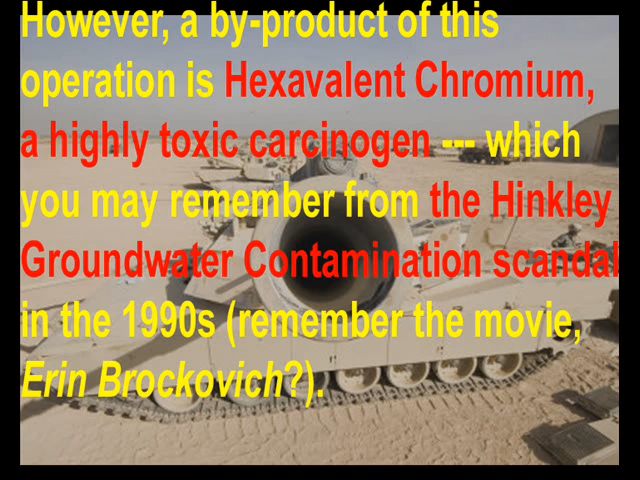 However, a by-product of this
operation is Hexavalent Chromium,
a highly toxic carcinogen --- which
you may remember from the Hinkley
Groundwater Contamination scandal
in the 1990s (remember the movie,
Erin Brockovich?).